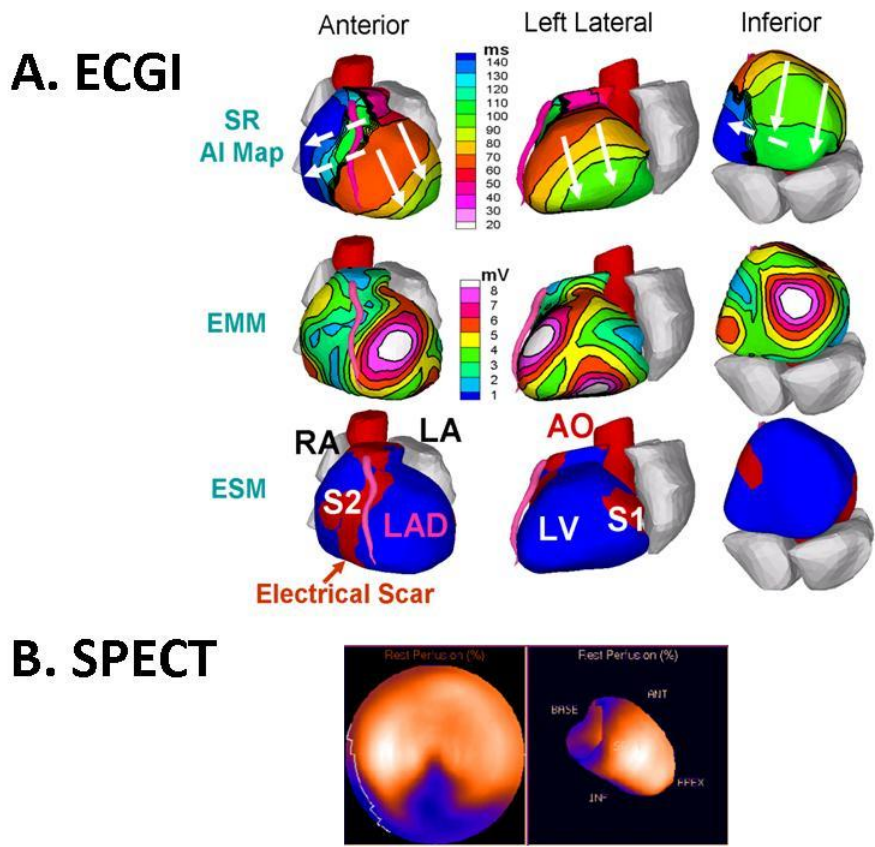 Anterior
Left Lateral
Inferior
A. ECGI
ms
140
130
120
110
100
90
80
70
60
50
40
30
20
SR
AI Map
EMM
mV
8
7
6
5
4
3
2
1
RA
LA
AO
ESM
S2
LAD
LV
S1
Electrical Scar
B. SPECT
Rest Perfusion (%)
Rest Perfusion (%)
ANT
BASE
INF
APEX